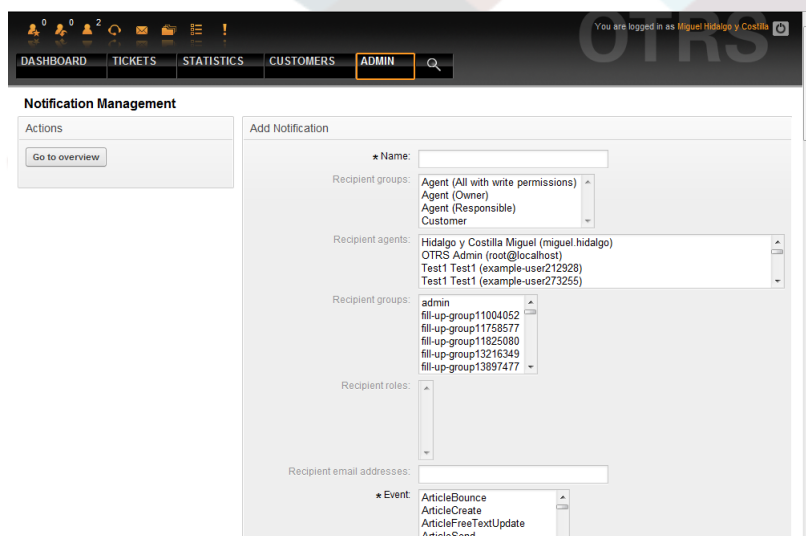 0 0 2
OTRS
You are logged in as Miguel Hidalgo y Costilla
DASHBOARD TICKETS STATISTICS CUSTOMERS ADMIN
Notification Management
Actions
Go to overview
Add Notification
★ Name:
Recipient groups:
Agent (All with write permissions)
Agent (Owner)
Agent (Responsible)
Customer
Recipient agents:
Hidalgo y Costilla Miguel (miguel.hidalgo)
OTRS Admin (root@localhost)
Test1 Test1 (example-user212928)
Test1 Test1 (example-user273255)
Recipient groups:
admin
fill-up-group11004052
fill-up-group11758577
fill-up-group11825080
fill-up-group13216349
fill-up-group13897477
Recipient roles:
Recipient email addresses:
★ Event:
ArticleBounce
ArticleCreate
ArticleFreeTextUpdate
ArticleSend